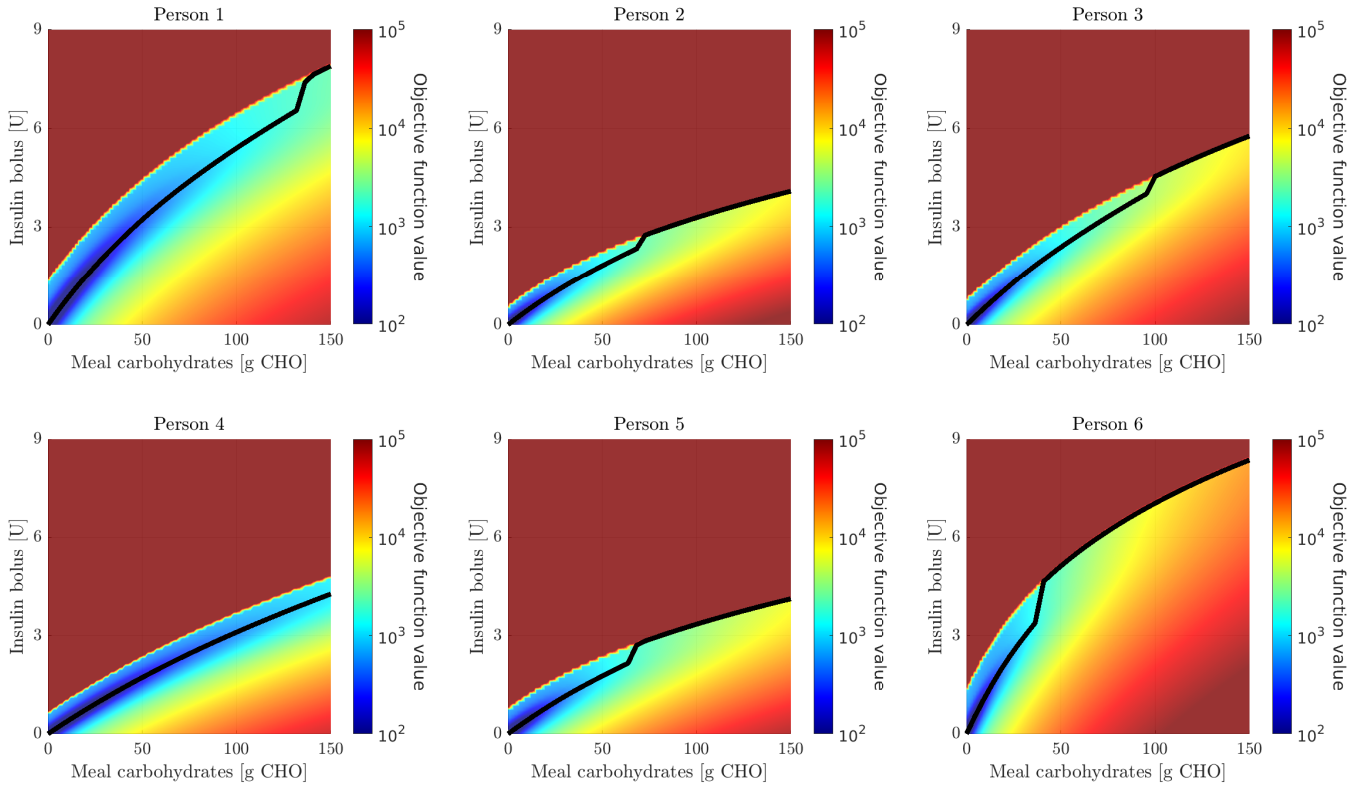 Person 1
9
6
3
0
Insulin bolus [U]
0 50 100 150
Meal carbohydrates [g CHO]
10^5
10^4
10^3
10^2
Objective function value
Person 2
9
6
3
0
Insulin bolus [U]
0 50 100 150
Meal carbohydrates [g CHO]
10^5
10^4
10^3
10^2
Objective function value
Person 3
9
6
3
0
Insulin bolus [U]
0 50 100 150
Meal carbohydrates [g CHO]
10^5
10^4
10^3
10^2
Objective function value
Person 4
9
6
3
0
Insulin bolus [U]
0 50 100 150
Meal carbohydrates [g CHO]
10^5
10^4
10^3
10^2
Objective function value
Person 5
9
6
3
0
Insulin bolus [U]
0 50 100 150
Meal carbohydrates [g CHO]
10^5
10^4
10^3
10^2
Objective function value
Person 6
9
6
3
0
Insulin bolus [U]
0 50 100 150
Meal carbohydrates [g CHO]
10^5
10^4
10^3
10^2
Objective function value